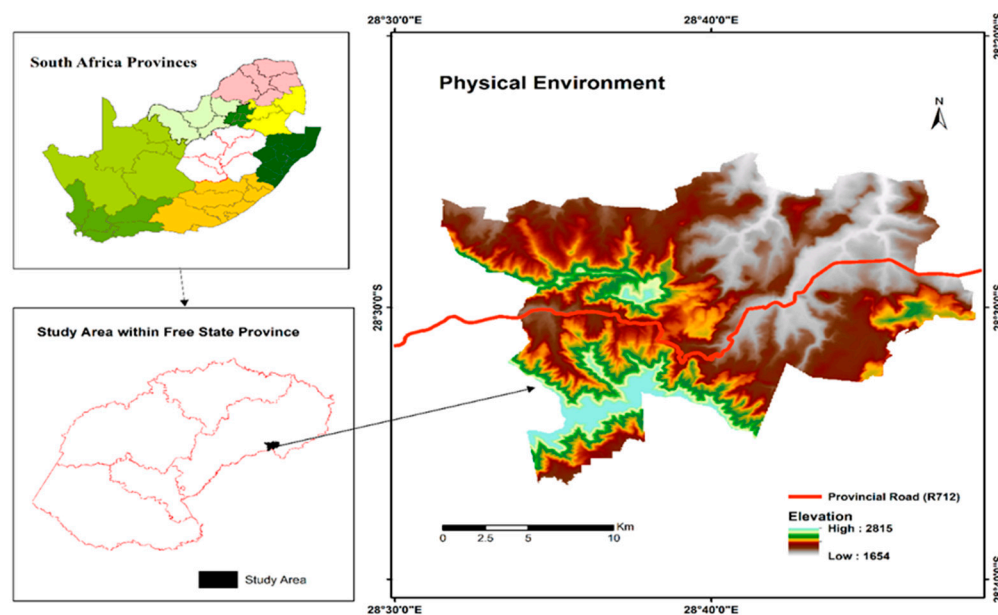 South Africa Provinces
Study Area within Free State Province
Study Area
28°30'0"E
28°40'0"E
Physical Environment
N
28°30'0"S
Provincial Road (R712)
Elevation
High : 2815
Low : 1654
Km
0 2.5 5 10
28°30'0"E
28°40'0"E